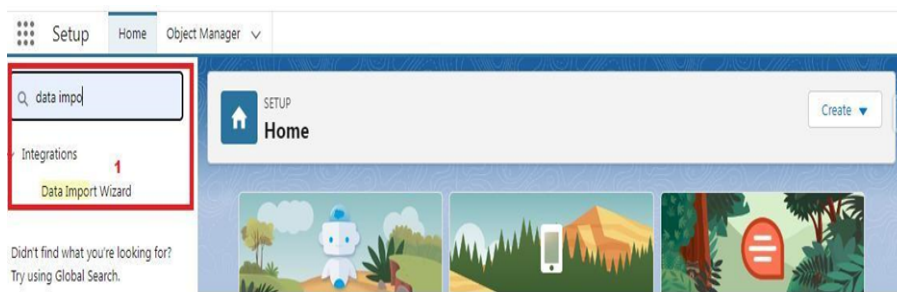 Setup Home Object Manager
data impo
Integrations
1
Data Import Wizard
Didn't find what you're looking for?
Try using Global Search.
SETUP
Home
Create